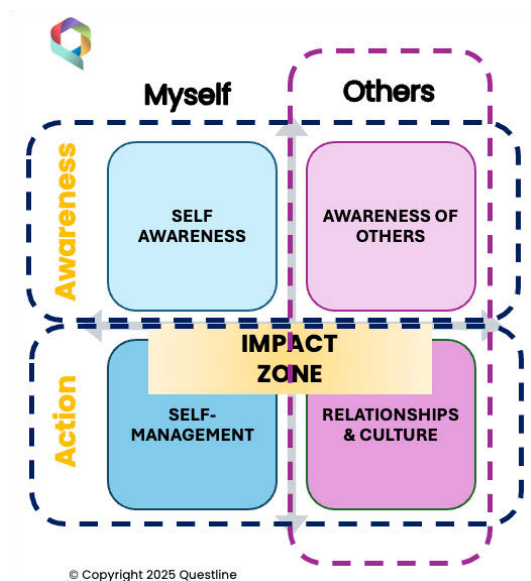 Myself
Others
Awareness
SELF
AWARENESS
AWARENESS OF
OTHERS
IMPACT
ZONE
Action
SELF-
MANAGEMENT
RELATIONSHIPS
& CULTURE
© Copyright 2025 Questline